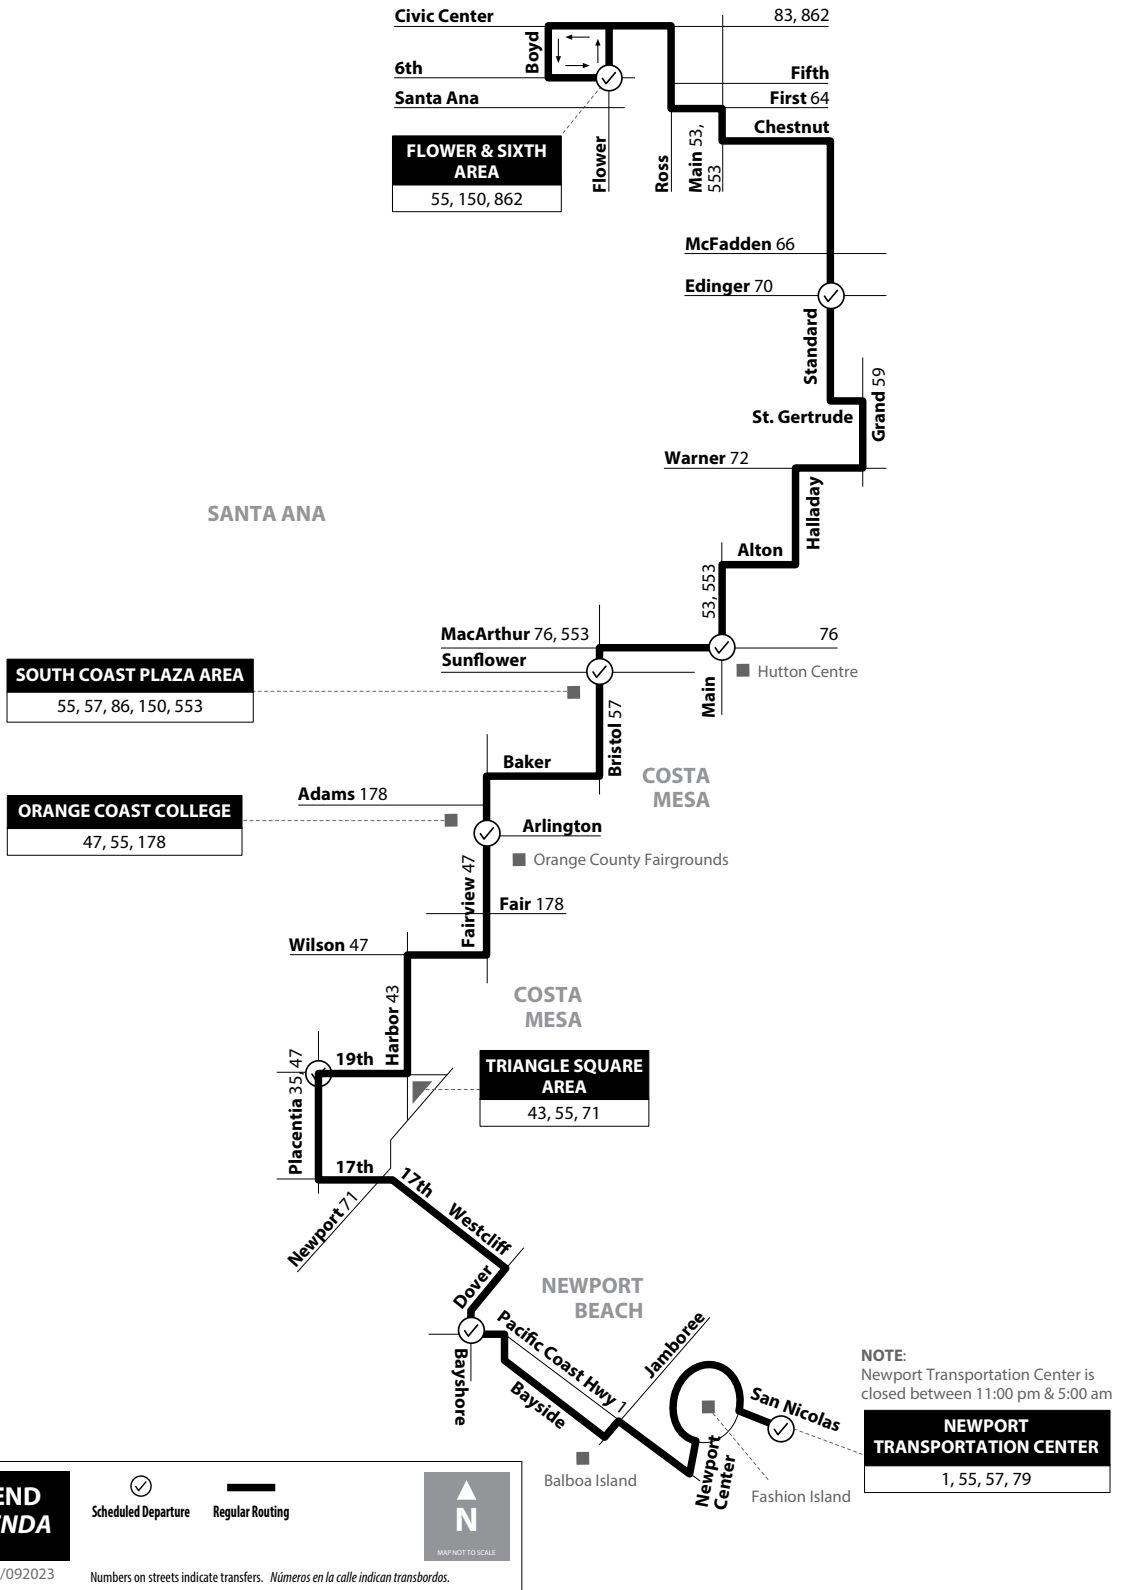 Civic Center
83, 862
Boyd
6th
Fifth
Santa Ana
First 64
Chestnut
FLOWER & SIXTH
AREA
55, 150, 862
Flower
Ross
Main 53,
553
McFadden 66
Edinger 70
Standard
Grand 59
St. Gertrude
Warner 72
Halladay
SANTA ANA
Alton
53, 553
MacArthur 76, 553
76
Sunflower
SOUTH COAST PLAZA AREA
55, 57, 86, 150, 553
Hutton Centre
Main
Bristol 57
Baker
COSTA
MESA
Adams 178
ORANGE COAST COLLEGE
47, 55, 178
Arlington
Orange County Fairgrounds
Fairview 47
Fair 178
Wilson 47
Harbor 43
COSTA
MESA
19th
Placentia 35, 47
TRIANGLE SQUARE
AREA
43, 55, 71
17th
17th
Newport 71
Westcliff
Dover
NEWPORT
BEACH
Pacific Coast Hwy 1
Jamboree
Bayshore
Bayside
NOTE:
Newport Transportation Center is
closed between 11:00 pm & 5:00 am
San Nicolas
NEWPORT
TRANSPORTATION CENTER
1, 55, 57, 79
Newport
Center
Balboa Island
Fashion Island
END
NDA
Scheduled Departure
Regular Routing
N
MAP NOT TO SCALE
/092023
Numbers on streets indicate transfers. Números en la calle indican transbordos.